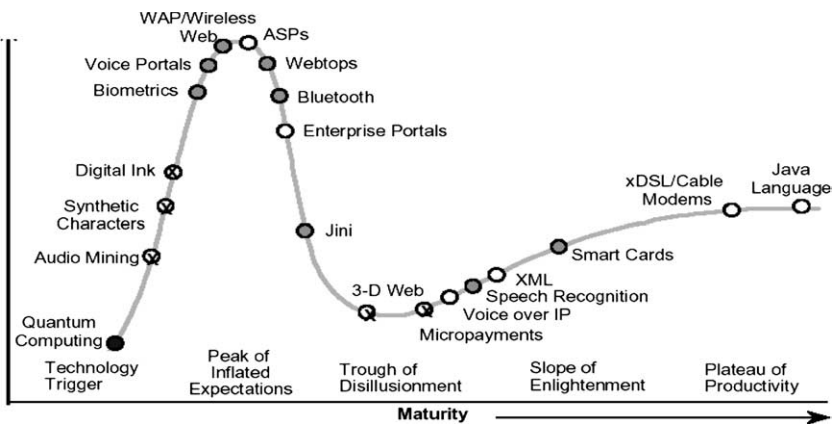 WAP/Wireless
Web
ASPs
Voice Portals
Webtops
Biometrics
Bluetooth
Enterprise Portals
Digital Ink
Synthetic
Characters
Jini
Audio Mining
Java
Language
xDSL/Cable
Modems
Smart Cards
3-D Web
XML
Speech Recognition
Voice over IP
Micropayments
Quantum
Computing
Technology
Trigger
Peak of
Inflated
Expectations
Trough of
Disillusionment
Slope of
Enlightenment
Plateau of
Productivity
Maturity